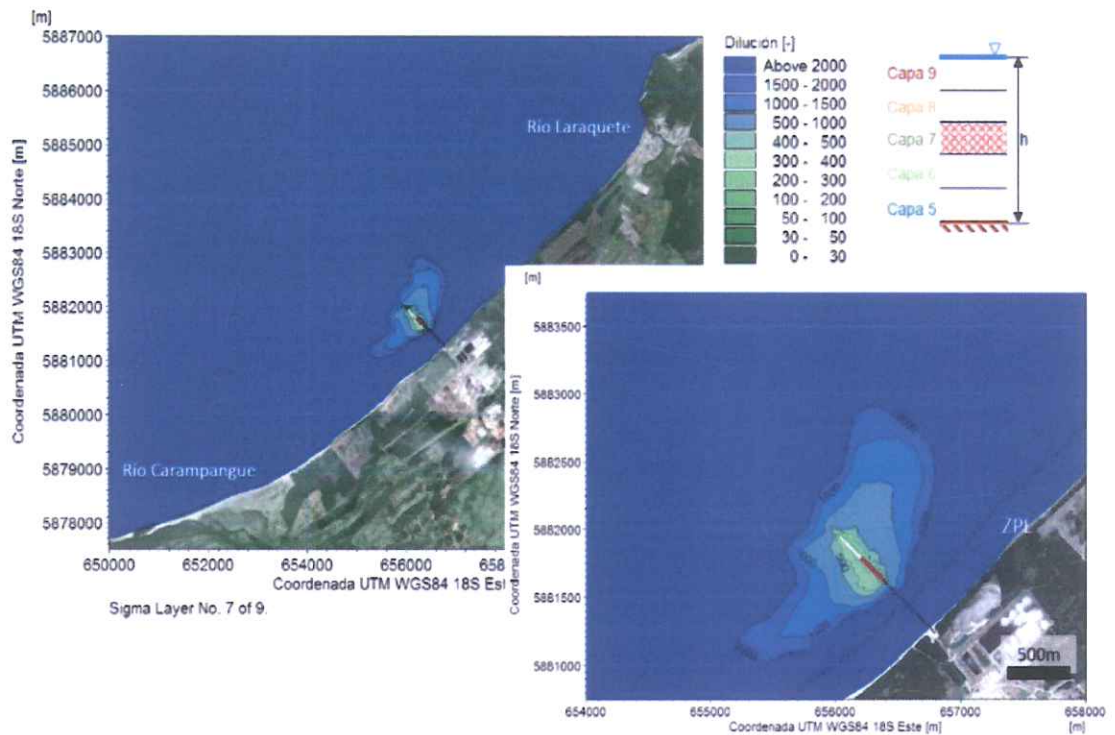 [m]
5887000
5886000
5885000
5884000
5883000
5882000
5881000
5880000
5879000
5878000
Coordenada UTM WGS84 18S Norte [m]
Río Laraquete
Río Carampangue
650000 652000 654000 656000 658
Coordenada UTM WGS84 18S Est
Sigma Layer No. 7 of 9.
Dilución [-]
Above 2000
1500 - 2000
1000 - 1500
500 - 1000
400 - 500
300 - 400
200 - 300
100 - 200
50 - 100
30 - 50
0 - 30
Capa 9
Capa 8
Capa 7
Capa 6
Capa 5
h
[m]
5883500
5883000
5882500
5882000
5881500
5881000
Coordenada UTM WGS84 18S Norte [m]
ZPL
500m
654000 655000 656000 657000 658000
Coordenada UTM WGS84 18S Este [m]
[m]